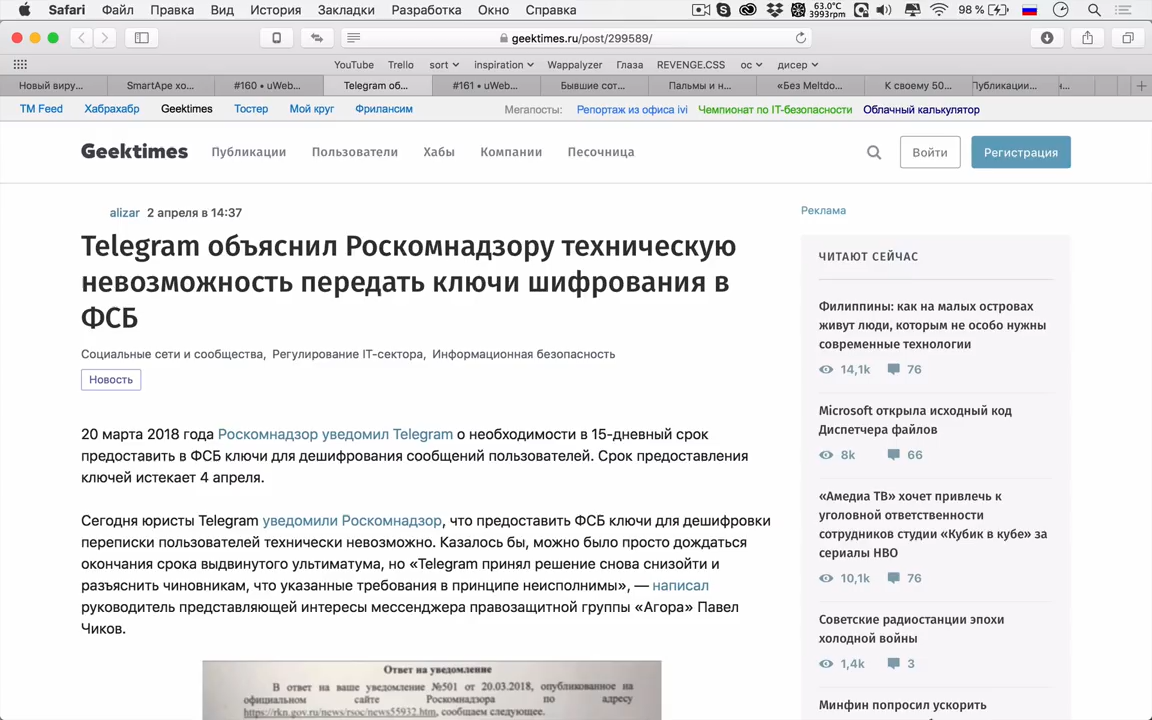 Safari Файл Правка Вид История Закладки Разработка Окно Справка 63.0°C 3993rpm 98 %
geektimes.ru/post/299589/
YouTube Trello sort inspiration Wappalyzer Глаза REVENGE.CSS ос дисер
Новый виру... SmartApe хо... #160 • uWeb... Telegram об... #161 • uWeb... Бывшие сот... Пальмы и н... «Без Meltdo... К своему 50... Публикации...
TM Feed Хабрахабр Geektimes Тостер Мой круг Фрилансим Мегапосты: Репортаж из офиса ivi Чемпионат по IT-безопасности Облачный калькулятор
Geektimes Публикации Пользователи Хабы Компании Песочница Войти Регистрация
alizar 2 апреля в 14:37
Telegram объяснил Роскомнадзору техническую
невозможность передать ключи шифрования в
ФСБ
Социальные сети и сообщества, Регулирование IT-сектора, Информационная безопасность
Новость
20 марта 2018 года Роскомнадзор уведомил Telegram о необходимости в 15-дневный срок
предоставить в ФСБ ключи для дешифрования сообщений пользователей. Срок предоставления
ключей истекает 4 апреля.
Сегодня юристы Telegram уведомили Роскомнадзор, что предоставить ФСБ ключи для дешифровки
переписки пользователей технически невозможно. Казалось бы, можно было просто дождаться
окончания срока выдвинутого ультиматума, но «Telegram принял решение снова снизойти и
разъяснить чиновникам, что указанные требования в принципе неисполнимы», — написал
руководитель представляющей интересы мессенджера правозащитной группы «Агора» Павел
Чиков.
Ответ на уведомление
В ответ на ваше уведомление №501 от 20.03.2018, опубликованное на
официальном сайте Роскомнадзора по адресу
https://rkn.gov.ru/news/rsoc/news55932.htm, сообщаем следующее.
Реклама
ЧИТАЮТ СЕЙЧАС
Филиппины: как на малых островах
живут люди, которым не особо нужны
современные технологии
14,1k 76
Microsoft открыла исходный код
Диспетчера файлов
8k 66
«Амедиа ТВ» хочет привлечь к
уголовной ответственности
сотрудников студии «Кубик в кубе» за
сериалы HBO
10,1k 76
Советские радиостанции эпохи
холодной войны
1,4k 3
Минфин попросил ускорить